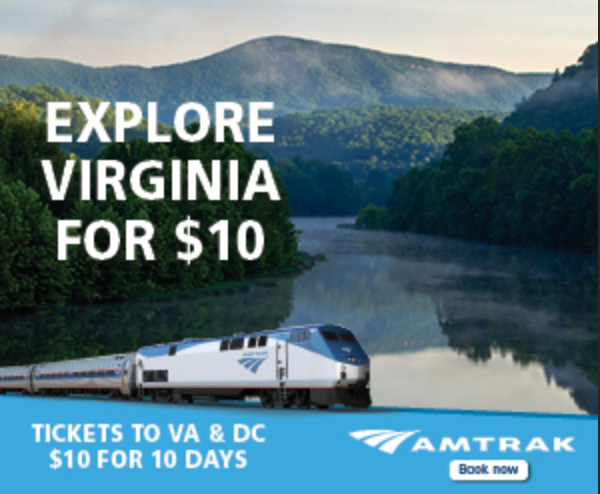 EXPLORE
VIRGINIA
FOR $10
TICKETS TO VA & DC
$10 FOR 10 DAYS
AMTRAK
Book now